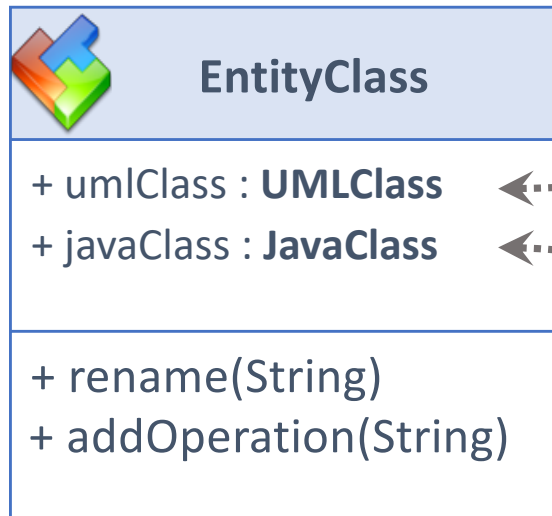 EntityClass
+ umlClass : UMLClass
+ javaClass : JavaClass
+ rename(String)
+ addOperation(String)